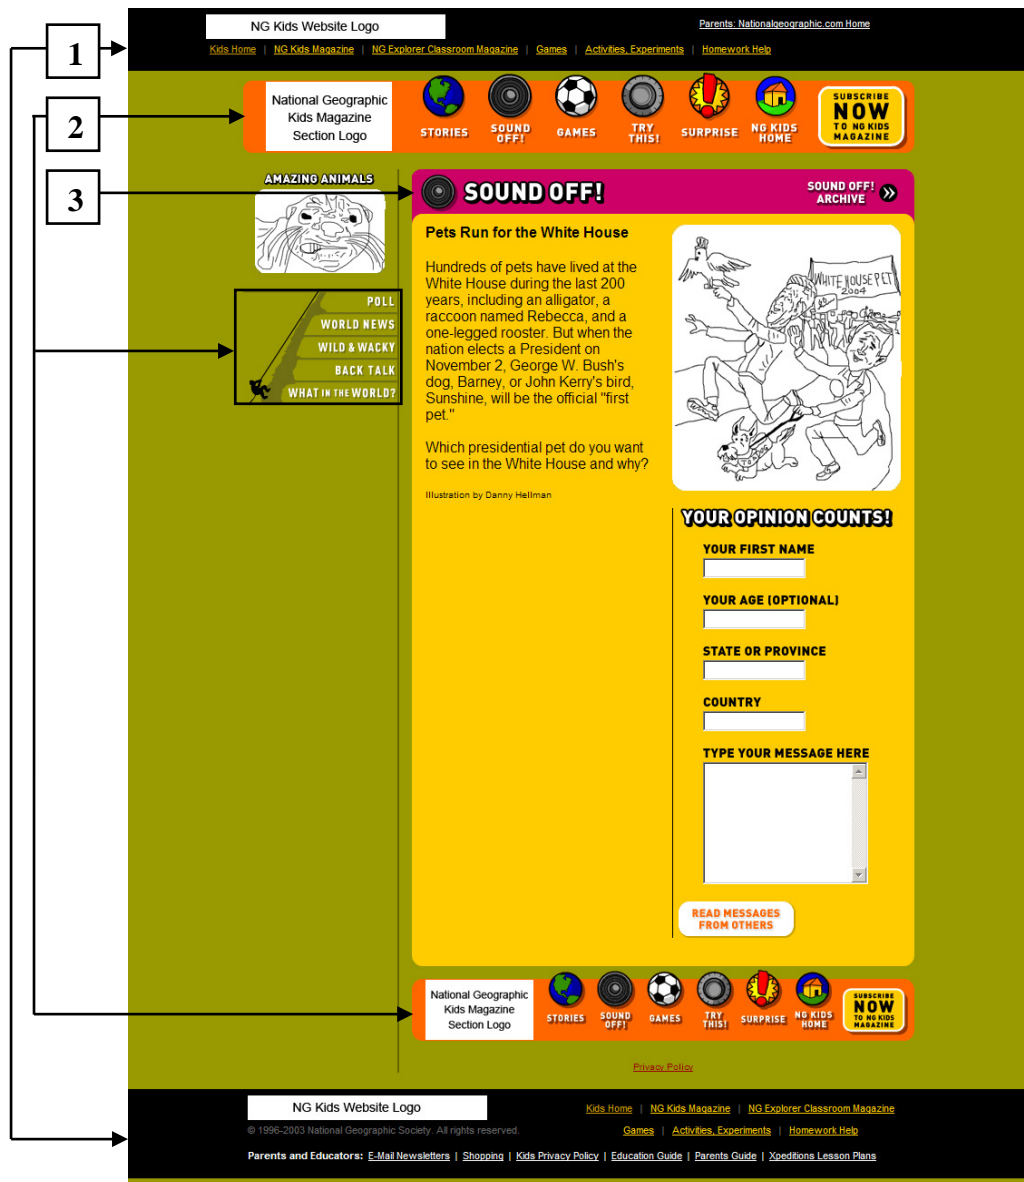 NG Kids Website Logo
Parents: Nationalgeographic.com Home
1
Kids Home | NG Kids Magazine | NG Explorer Classroom Magazine | Games | Activities, Experiments | Homework Help
2
National Geographic
Kids Magazine
Section Logo
STORIES
SOUND
OFF!
GAMES
TRY
THIS!
SURPRISE
NG KIDS
HOME
SUBSCRIBE
NOW
TO NG KIDS
MAGAZINE
3
AMAZING ANIMALS
SOUND OFF!
SOUND OFF!
ARCHIVE
POLL
WORLD NEWS
WILD & WACKY
BACK TALK
WHAT IN THE WORLD?
Pets Run for the White House
Hundreds of pets have lived at the
White House during the last 200
years, including an alligator, a
raccoon named Rebecca, and a
one-legged rooster. But when the
nation elects a President on
November 2, George W. Bush's
dog, Barney, or John Kerry's bird,
Sunshine, will be the official "first
pet."
Which presidential pet do you want
to see in the White House and why?
Illustration by Danny Hellman
WHITE HOUSE PET
2004
YOUR OPINION COUNTS!
YOUR FIRST NAME
YOUR AGE (OPTIONAL)
STATE OR PROVINCE
COUNTRY
TYPE YOUR MESSAGE HERE
READ MESSAGES
FROM OTHERS
National Geographic
Kids Magazine
Section Logo
STORIES
SOUND
OFF!
GAMES
TRY
THIS!
SURPRISE
NG KIDS
HOME
SUBSCRIBE
NOW
TO NG KIDS
MAGAZINE
Privacy Policy
NG Kids Website Logo
Kids Home | NG Kids Magazine | NG Explorer Classroom Magazine
© 1996-2003 National Geographic Society. All rights reserved.
Games | Activities, Experiments | Homework Help
Parents and Educators: E-Mail Newsletters | Shopping | Kids Privacy Policy | Education Guide | Parents Guide | Xpeditions Lesson Plans